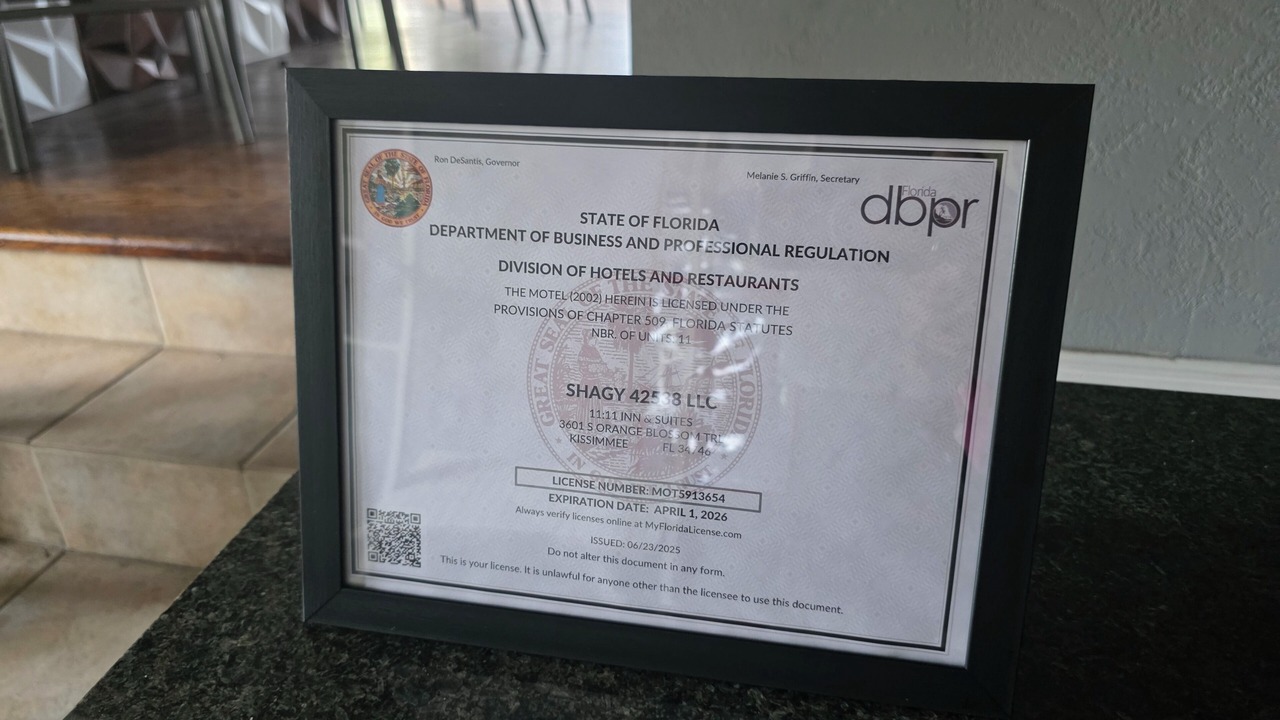 Ron DeSantis, Governor
Melanie S. Griffin, Secretary
Florida
dbpr
STATE OF FLORIDA
DEPARTMENT OF BUSINESS AND PROFESSIONAL REGULATION
DIVISION OF HOTELS AND RESTAURANTS
THE MOTEL (2002) HEREIN IS LICENSED UNDER THE
PROVISIONS OF CHAPTER 509, FLORIDA STATUTES
NBR. OF UNITS: 11
SHAGY LLC
11:11 INN & SUITES
3601 S ORANGE BLOSSOM TRL
KISSIMMEE FL
LICENSE NUMBER: MOT5913654
EXPIRATION DATE: APRIL 1, 2026
Always verify licenses online at MyFloridaLicense.com
ISSUED: 06/23/2025
Do not alter this document in any form.
This is your license. It is unlawful for anyone other than the licensee to use this document.